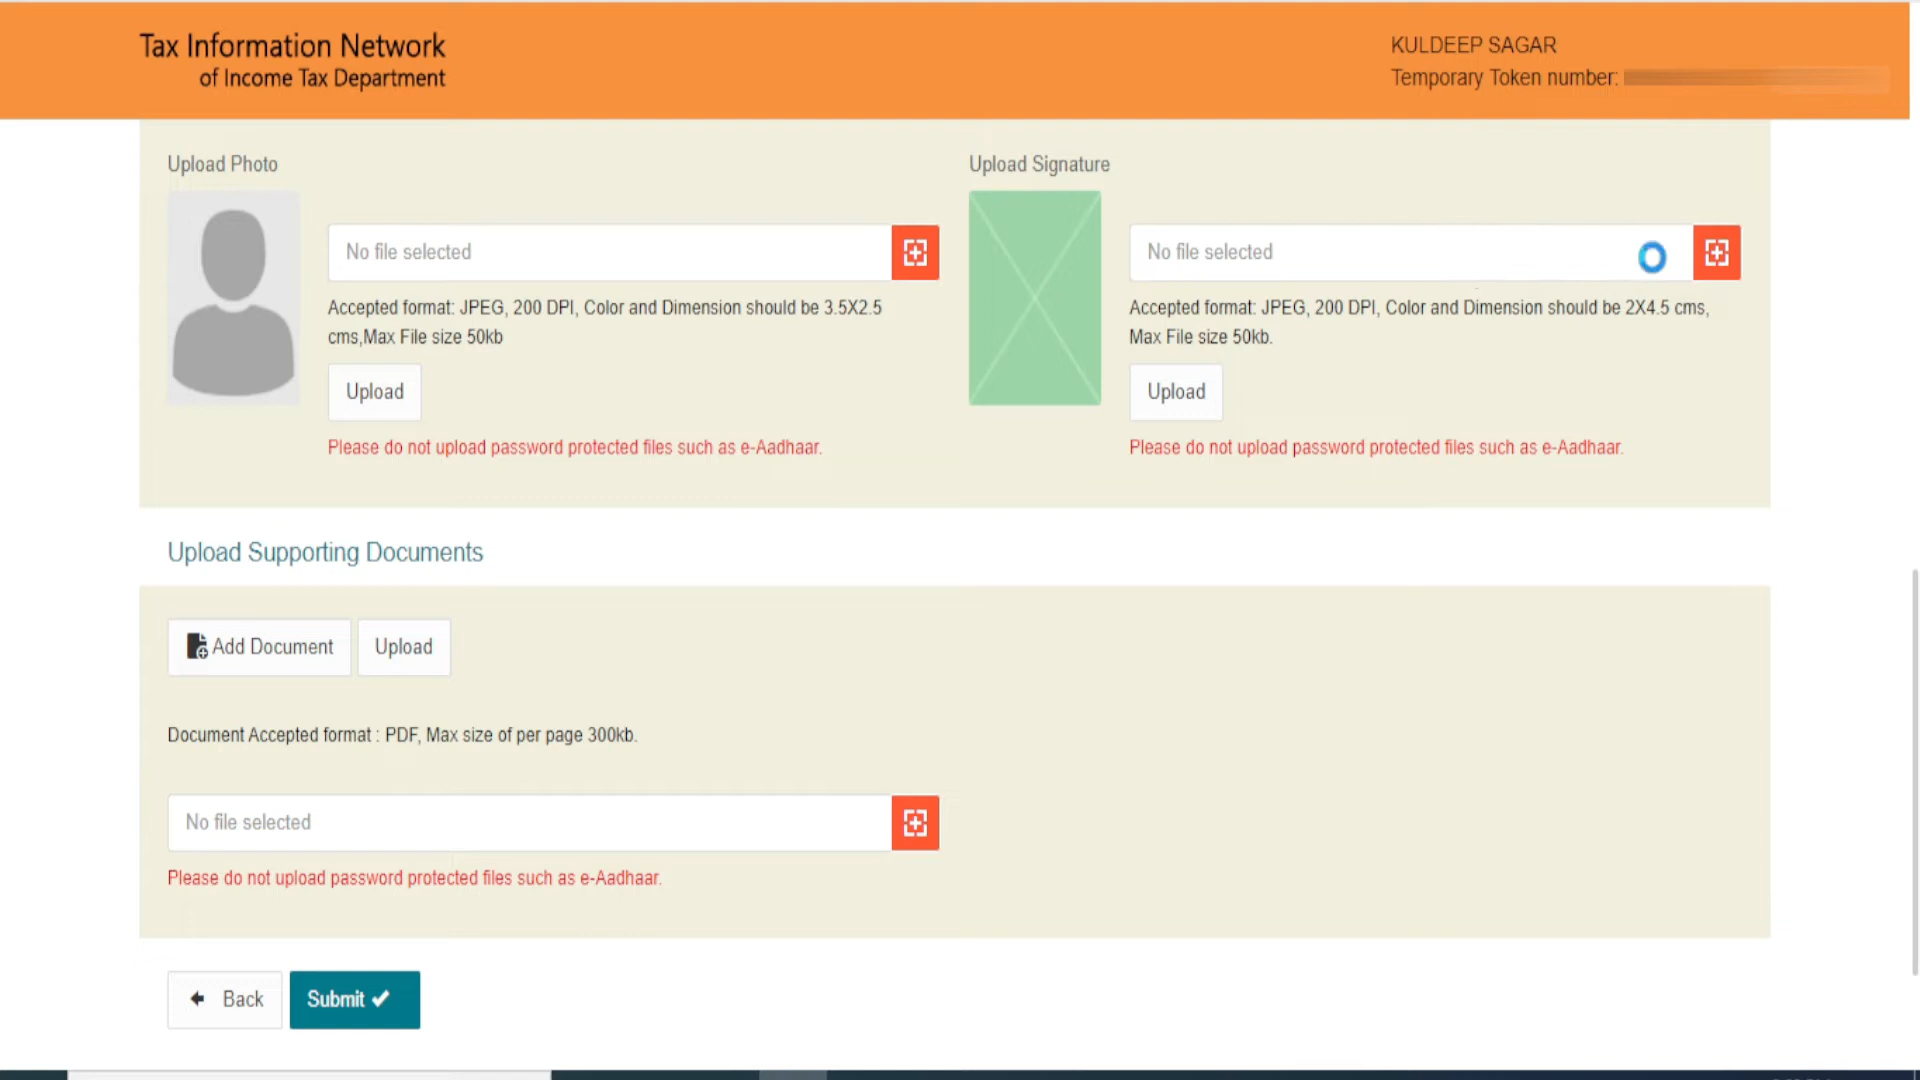 Tax Information Network
of Income Tax Department
KULDEEP SAGAR
Temporary Token number:
Upload Photo
No file selected
Accepted format: JPEG, 200 DPI, Color and Dimension should be 3.5X2.5
cms,Max File size 50kb
Upload
Please do not upload password protected files such as e-Aadhaar.
Upload Signature
No file selected
Accepted format: JPEG, 200 DPI, Color and Dimension should be 2X4.5 cms,
Max File size 50kb.
Upload
Please do not upload password protected files such as e-Aadhaar.
Upload Supporting Documents
Add Document
Upload
Document Accepted format : PDF, Max size of per page 300kb.
No file selected
Please do not upload password protected files such as e-Aadhaar.
Back
Submit